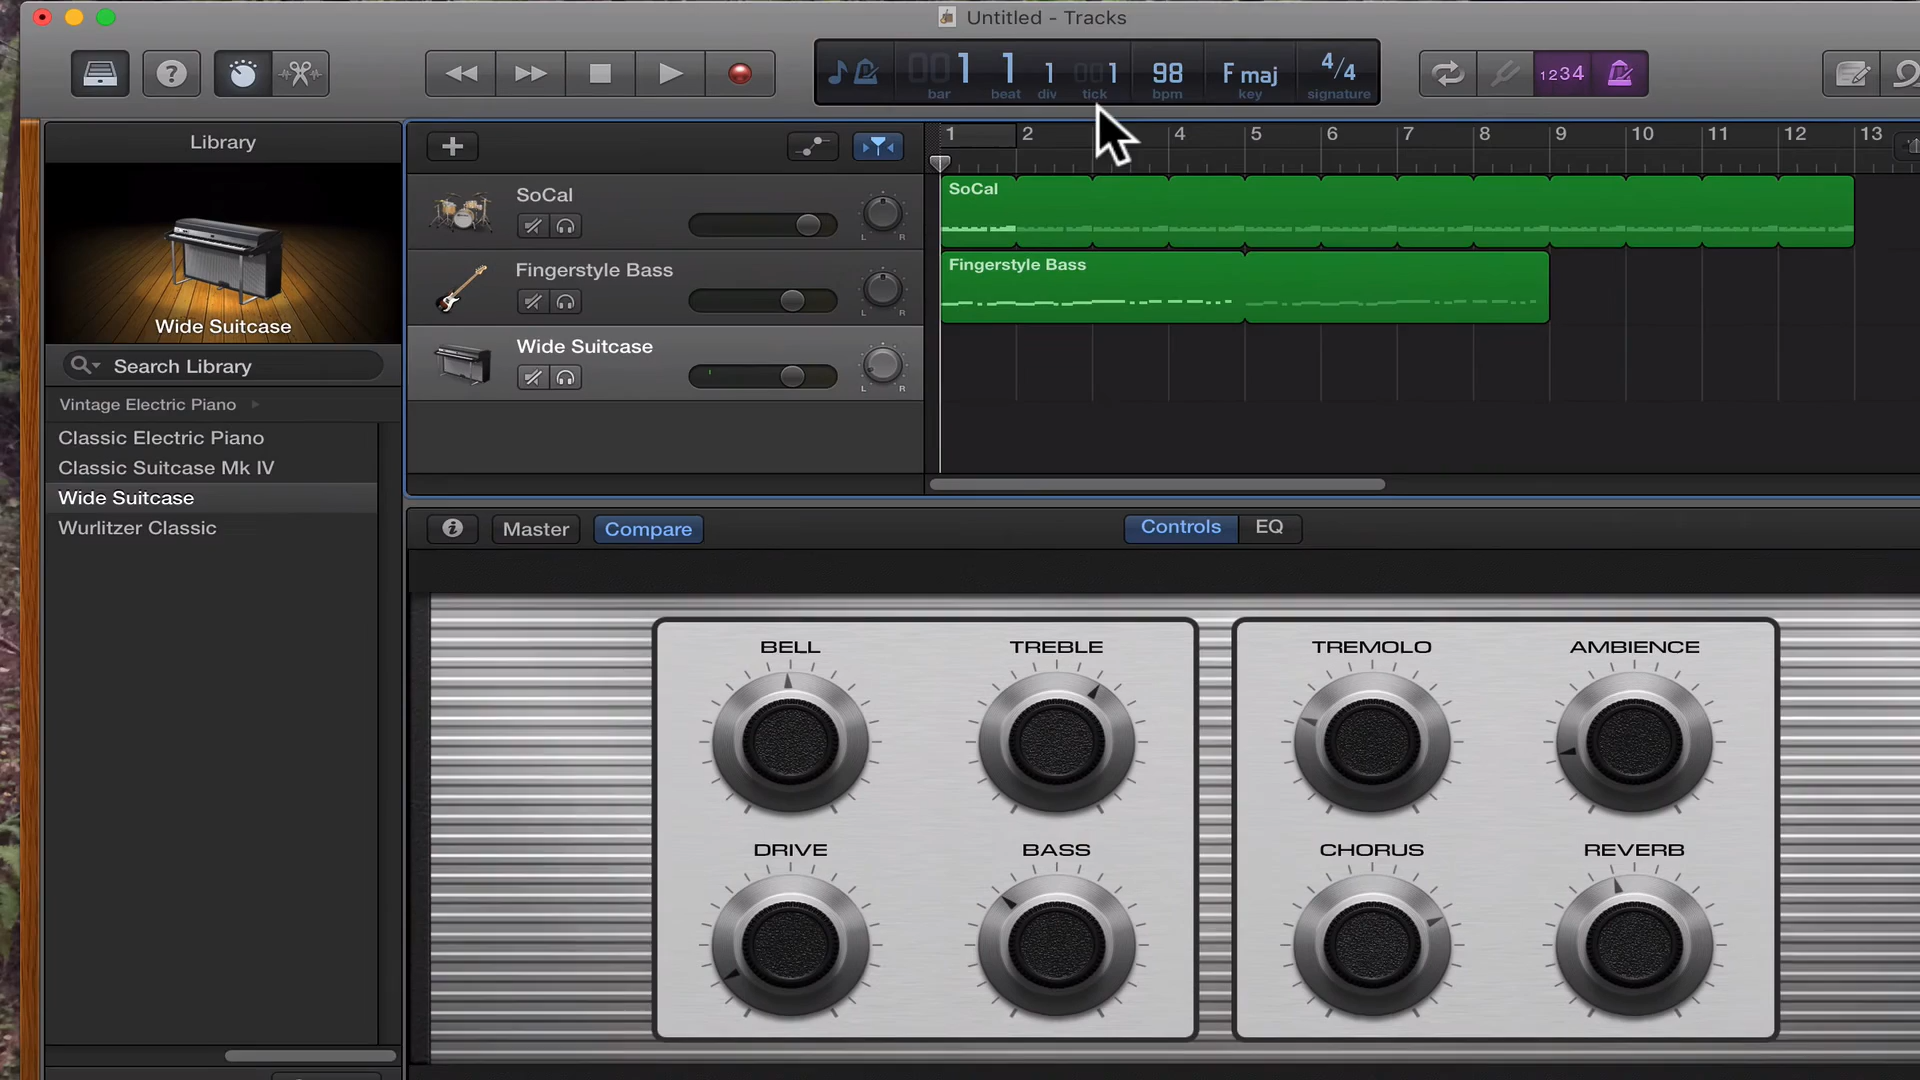 Untitled - Tracks
001 1 1 001 98 F maj 4/4
bar beat div tick bpm key signature
1234
Library
1 2 4 5 6 7 8 9 10 11 12 13
SoCal
SoCal
L R
Fingerstyle Bass
Fingerstyle Bass
L R
Wide Suitcase
Wide Suitcase
L R
Search Library
Vintage Electric Piano
Classic Electric Piano
Classic Suitcase Mk IV
Wide Suitcase
Wurlitzer Classic
Master Compare Controls EQ
BELL TREBLE TREMOLO AMBIENCE
DRIVE BASS CHORUS REVERB